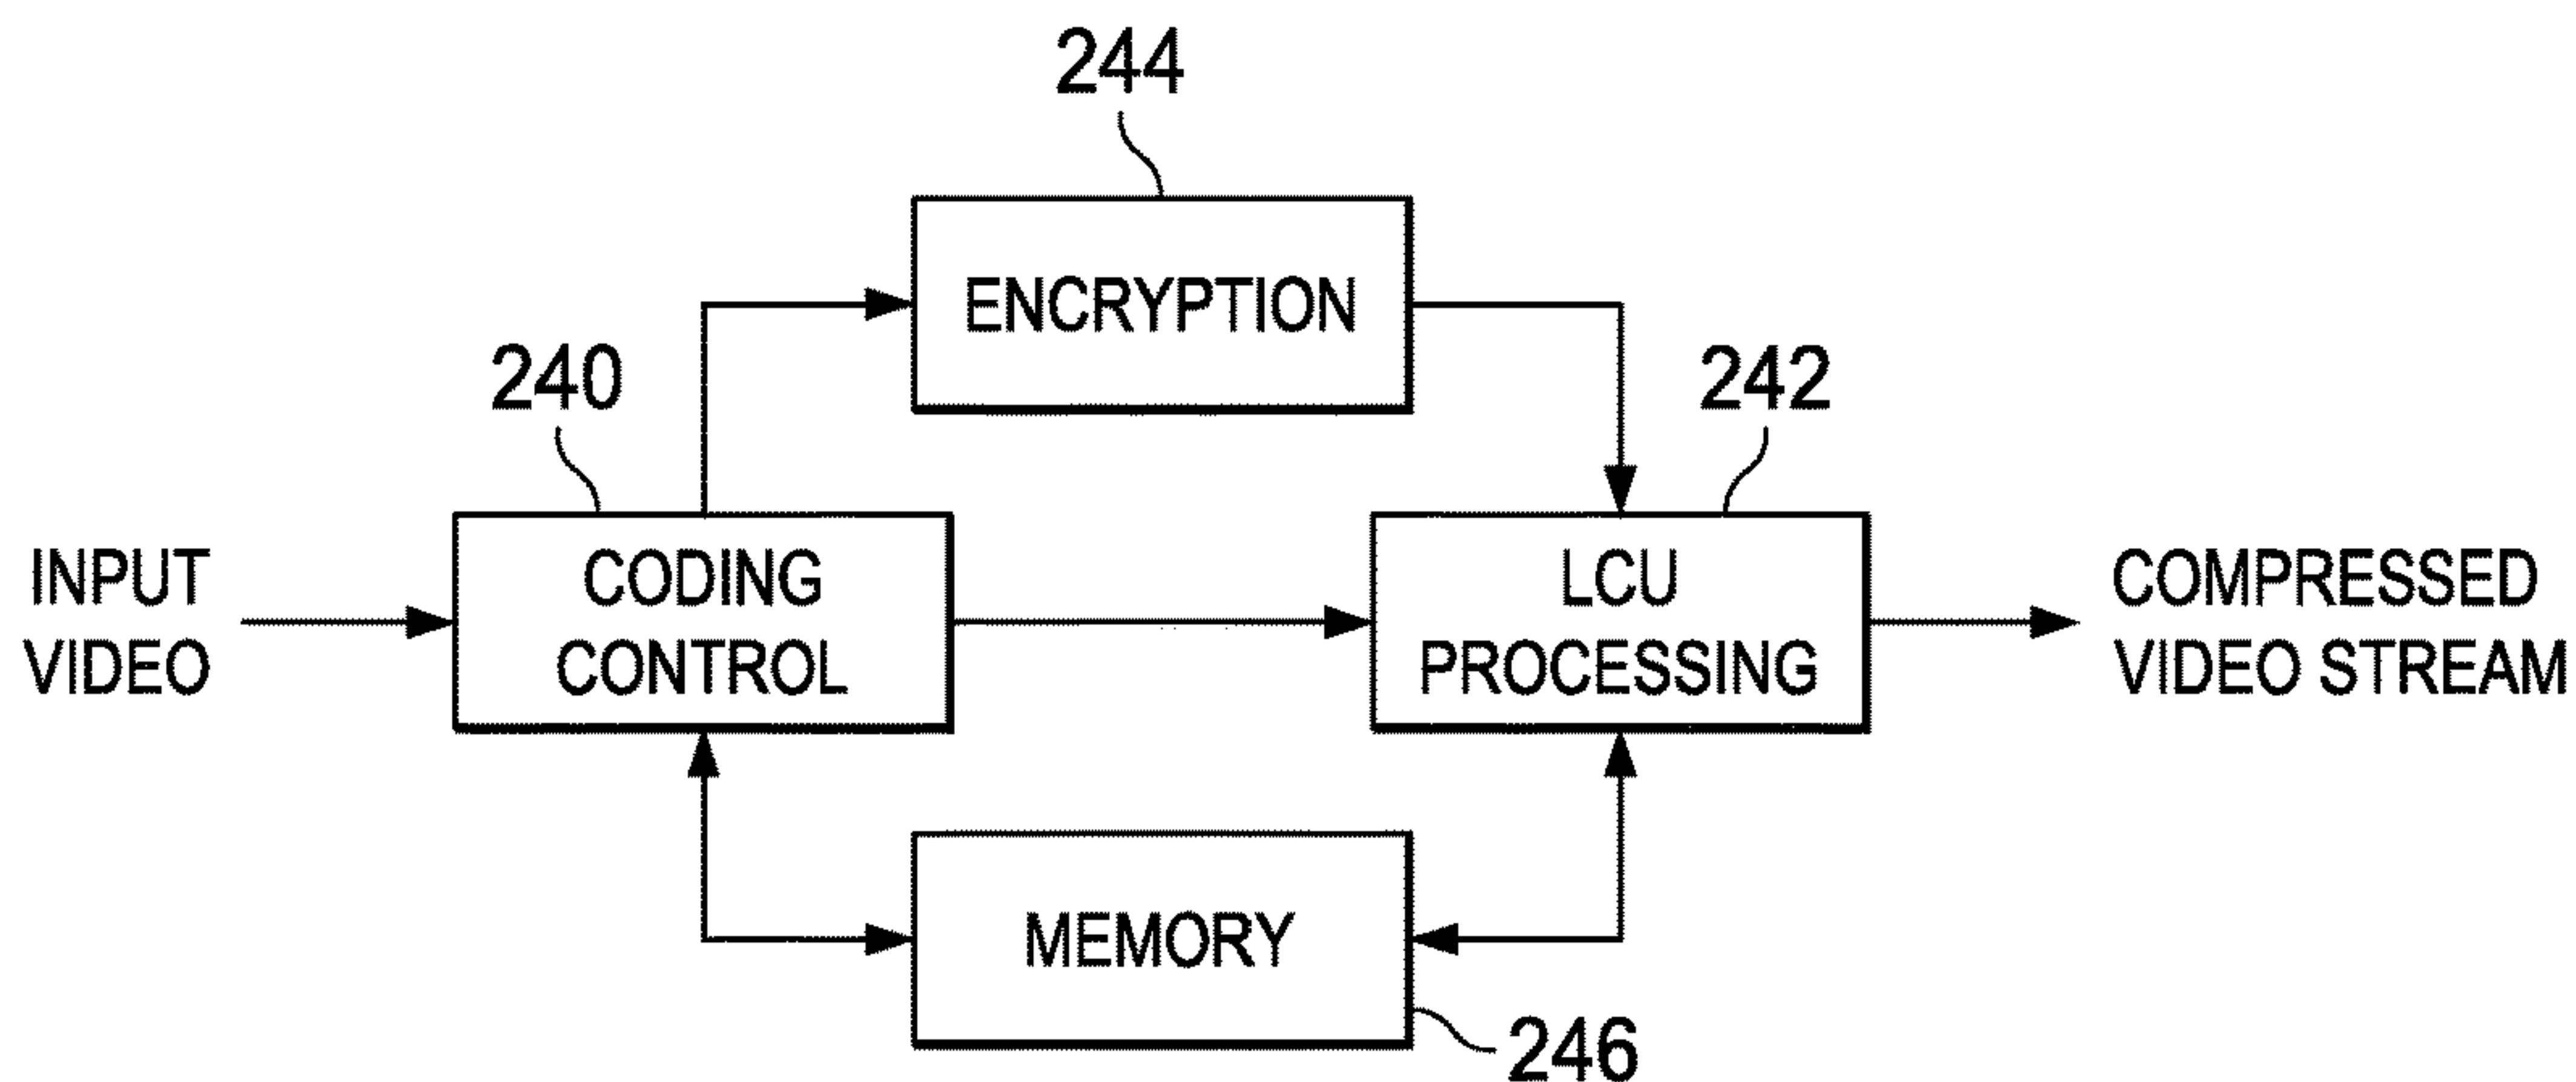 244
ENCRYPTION
240
242
INPUT
VIDEO
CODING
CONTROL
LCU
PROCESSING
COMPRESSED
VIDEO STREAM
MEMORY
246